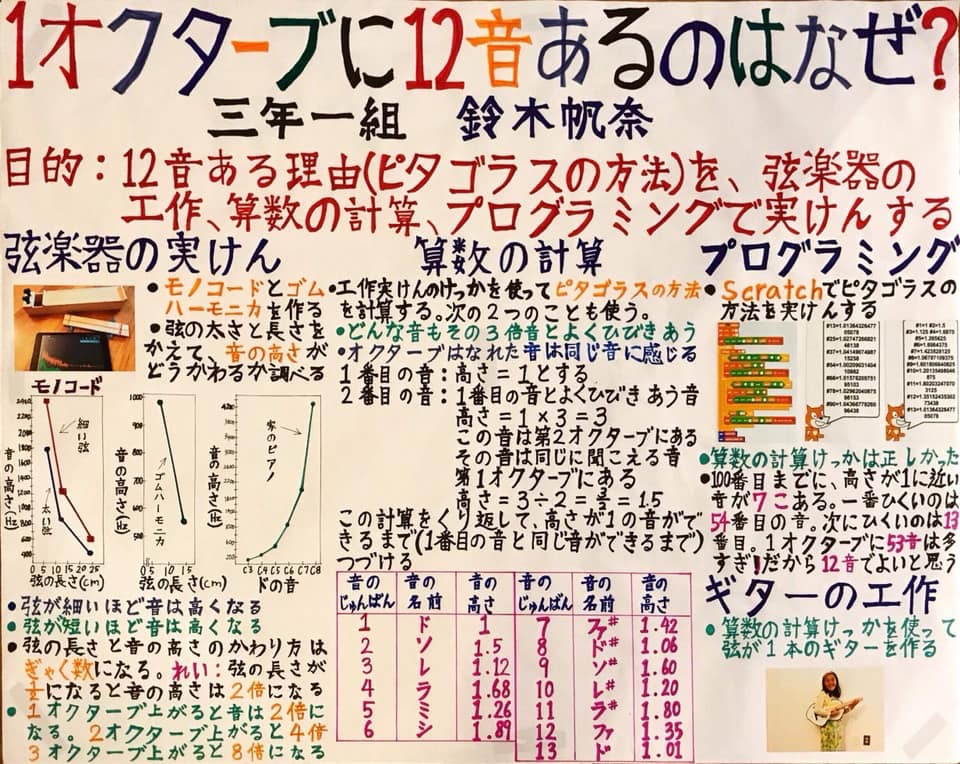 1オクターブに12音あるのはなぜ?
三年一組 鈴木帆奈
目的：12音ある理由(ピタゴラスの方法)を、弦楽器の
工作、算数の計算、プログラミングで実けんする
弦楽器の実けん
・モノコードとゴム
ハーモニカを作る
・弦の太さと長さを
かえて、音の高さが
どうかわるか調べる
モノコード
音の高さ(Hz)
細い弦
太い弦
0 5 10 15 20 25
弦の長さ(cm)
音の高さ(Hz)
ゴムハーモニカ
0 5 10 15
弦の長さ(cm)
音の高さ(Hz)
家のピアノ
C3 C4 C5 C6 C7 C8
ドの音
・弦が細いほど音は高くなる
・弦が短いほど音は高くなる
・弦の長さと音の高さのかわり方は
ぎゃく数になる。れい：弦の長さが
1/2になると音の高さは2倍になる
・1オクターブ上がると音は2倍に
なる。2オクターブ上がると4倍
3オクターブ上がると8倍になる
算数の計算
・工作実けんのけっかを使ってピタゴラスの方法
を計算する。次の2つのことも使う。
・どんな音もその3倍音とよくひびきあう
・オクターブはなれた音は同じ音に感じる
1番目の音：高さ=1とする
2番目の音：1番目の音とよくひびきあう音
高さ=1×3=3
この音は第2オクターブにある
その音は同じに聞こえる音
第1オクターブにある
高さ=3÷2=3/2=1.5
この計算をくり返して、高さが1の音がで
きるまで(1番目の音と同じ音ができるまで)
つづける
音のじゅんばん 音の名前 音の高さ 音のじゅんばん 音の名前 音の高さ
1 ド 1 7 ファ# 1.42
2 ソ 1.5 8 ド# 1.06
3 レ 1.12 9 ソ# 1.60
4 ラ 1.68 10 レ# 1.20
5 ミ 1.26 11 ラ# 1.80
6 シ 1.89 12 ファ 1.35
13 ド 1.01
プログラミング
・Scratchでピタゴラスの
方法を実けんする
・算数の計算けっかは正しかった
・100番目までに、高さが1に近い
音が7こある。一番ひくいのは
54番目の音。次にひくいのは13
番目。1オクターブに53音は多
すぎ!だから12音でよいと思う
ギターの工作
・算数の計算けっかを使って
弦が1本のギターを作る